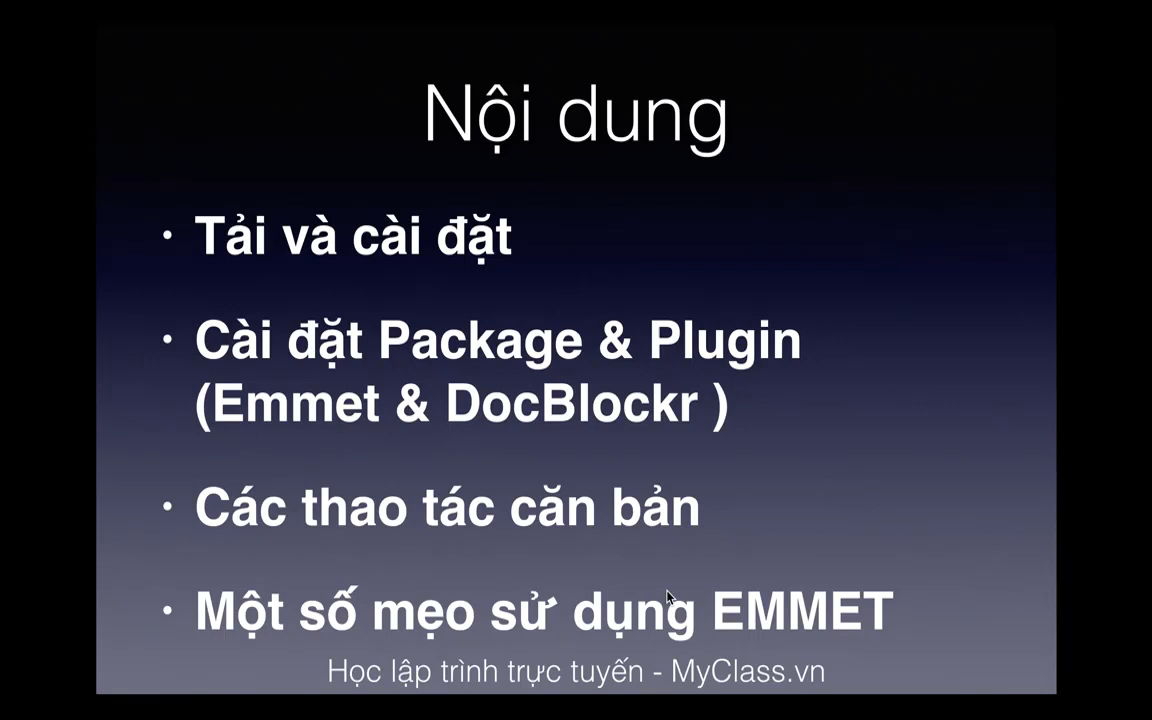 Nội dung
• Tải và cài đặt
• Cài đặt Package & Plugin
(Emmet & DocBlockr )
• Các thao tác căn bản
• Một số mẹo sử dụng EMMET
Học lập trình trực tuyến - MyClass.vn